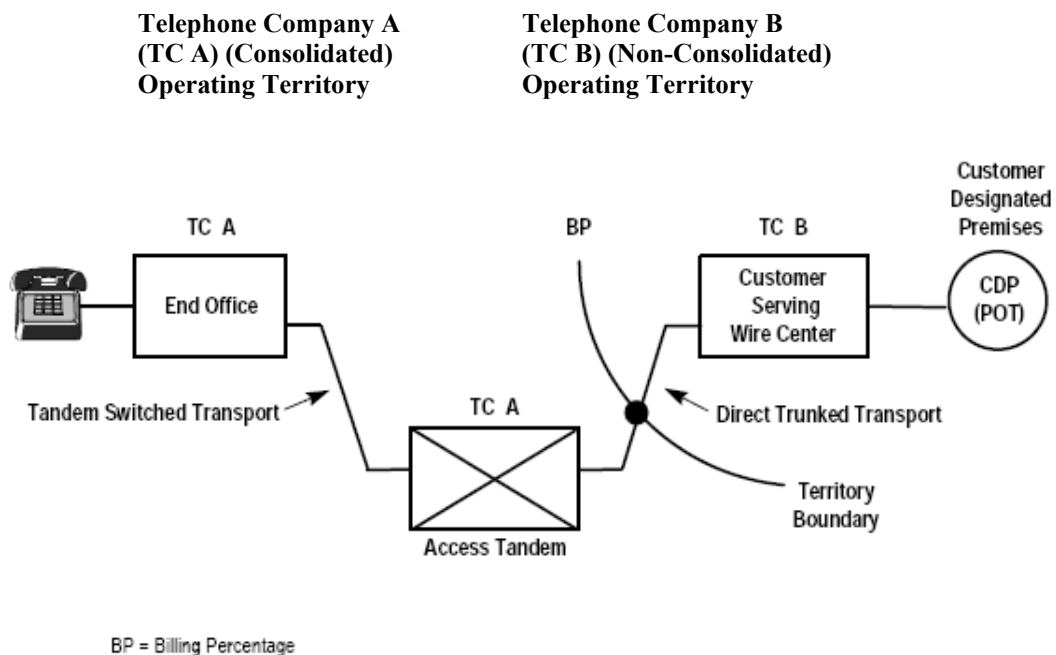 Telephone Company A
(TC A) (Consolidated)
Operating Territory
Telephone Company B
(TC B) (Non-Consolidated)
Operating Territory
Customer
Designated
Premises
TC A
BP
TC B
End Office
Customer
Serving
Wire Center
CDP
(POT)
Tandem Switched Transport
TC A
Direct Trunked Transport
Territory
Boundary
Access Tandem
BP = Billing Percentage